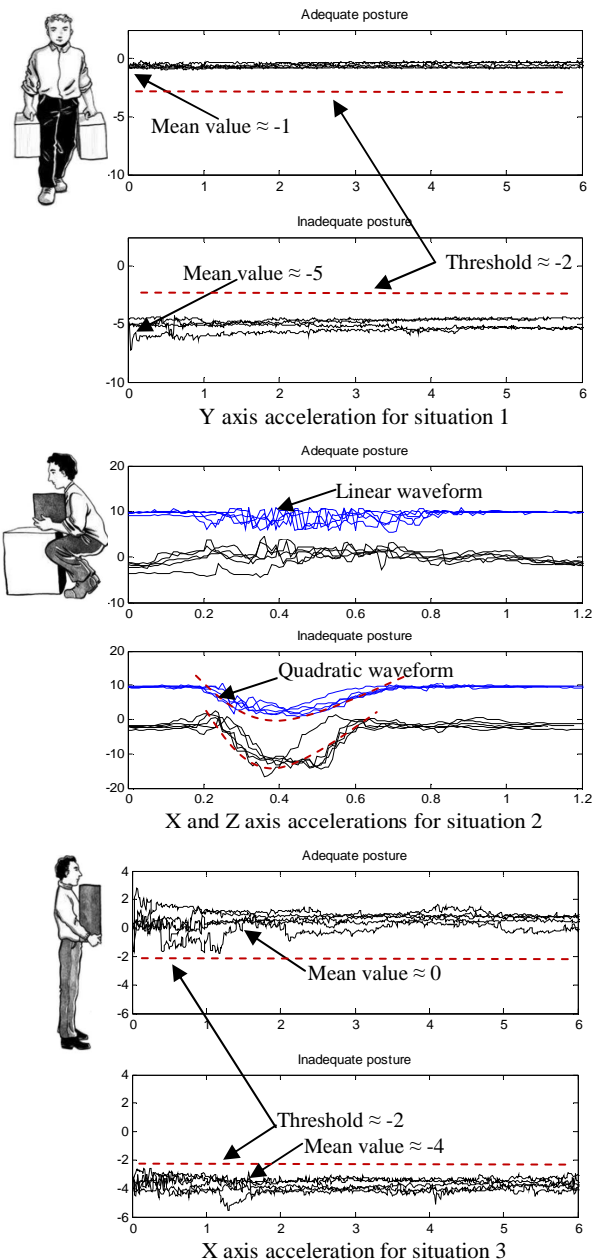 Adequate posture
0
-5
-10
Mean value ≈ -1
0 1 2 3 4 5 6
Inadequate posture
0
-5
-10
Mean value ≈ -5
Threshold ≈ -2
0 1 2 3 4 5 6
Y axis acceleration for situation 1
Adequate posture
20
10
0
-10
Linear waveform
0 0.2 0.4 0.6 0.8 1 1.2
Inadequate posture
20
10
0
-10
-20
Quadratic waveform
0 0.2 0.4 0.6 0.8 1 1.2
X and Z axis accelerations for situation 2
Adequate posture
4
2
0
-2
-4
-6
Mean value ≈ 0
0 1 2 3 4 5 6
Inadequate posture
4
2
0
-2
-4
-6
Threshold ≈ -2
Mean value ≈ -4
0 1 2 3 4 5 6
X axis acceleration for situation 3